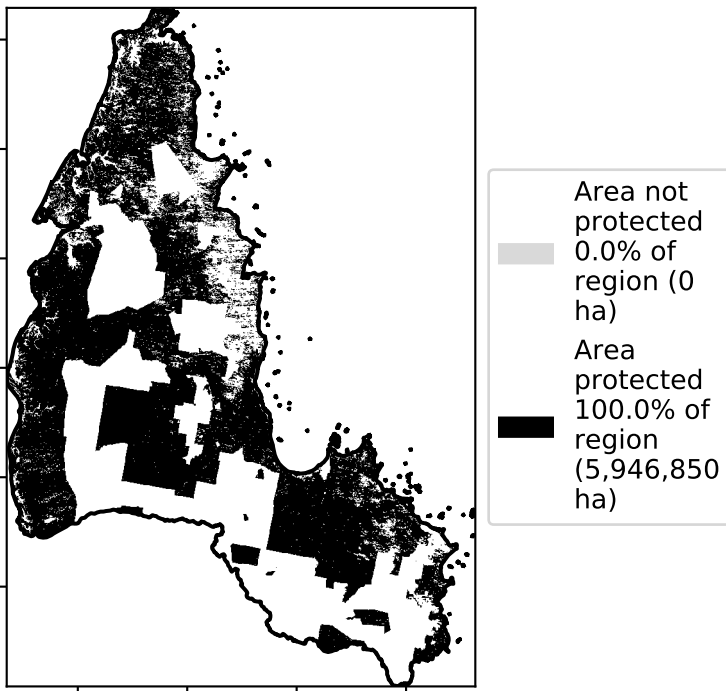 Area not
protected
0.0% of
region (0
ha)
Area
protected
100.0% of
region
(5,946,850
ha)